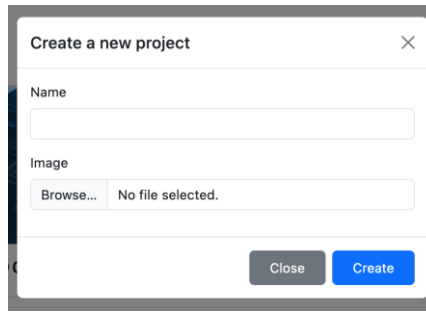 Create a new project
Name
Image
Browse... No file selected.
Close Create